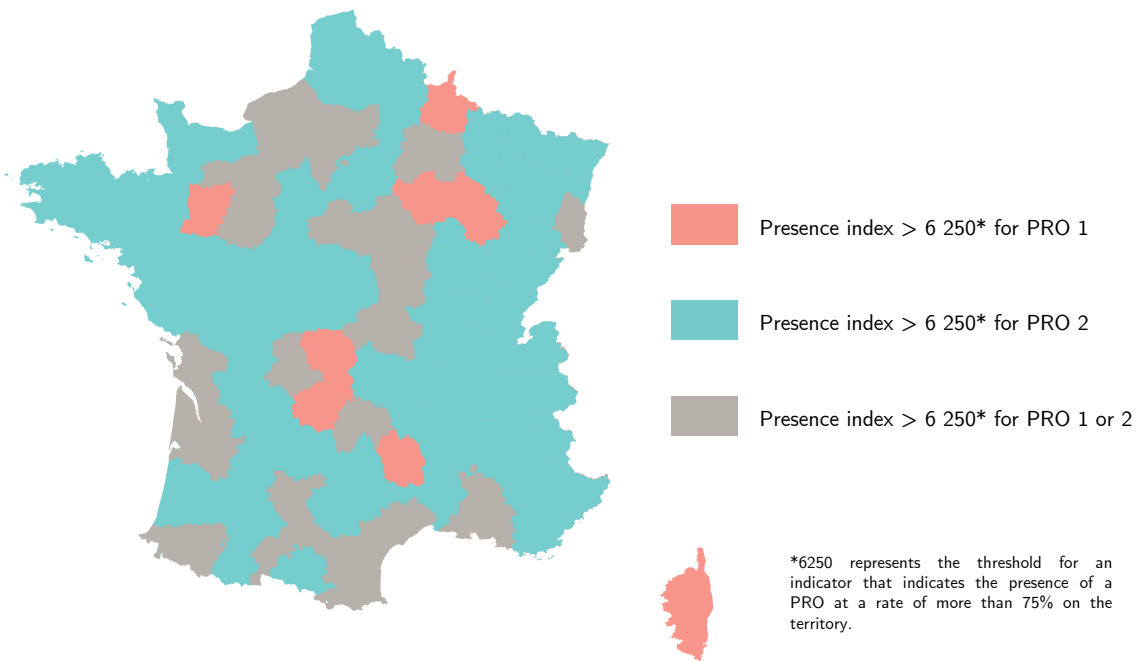 Presence index > 6 250* for PRO 1
Presence index > 6 250* for PRO 2
Presence index > 6 250* for PRO 1 or 2
*6250 represents the threshold for an
indicator that indicates the presence of a
PRO at a rate of more than 75% on the
territory.